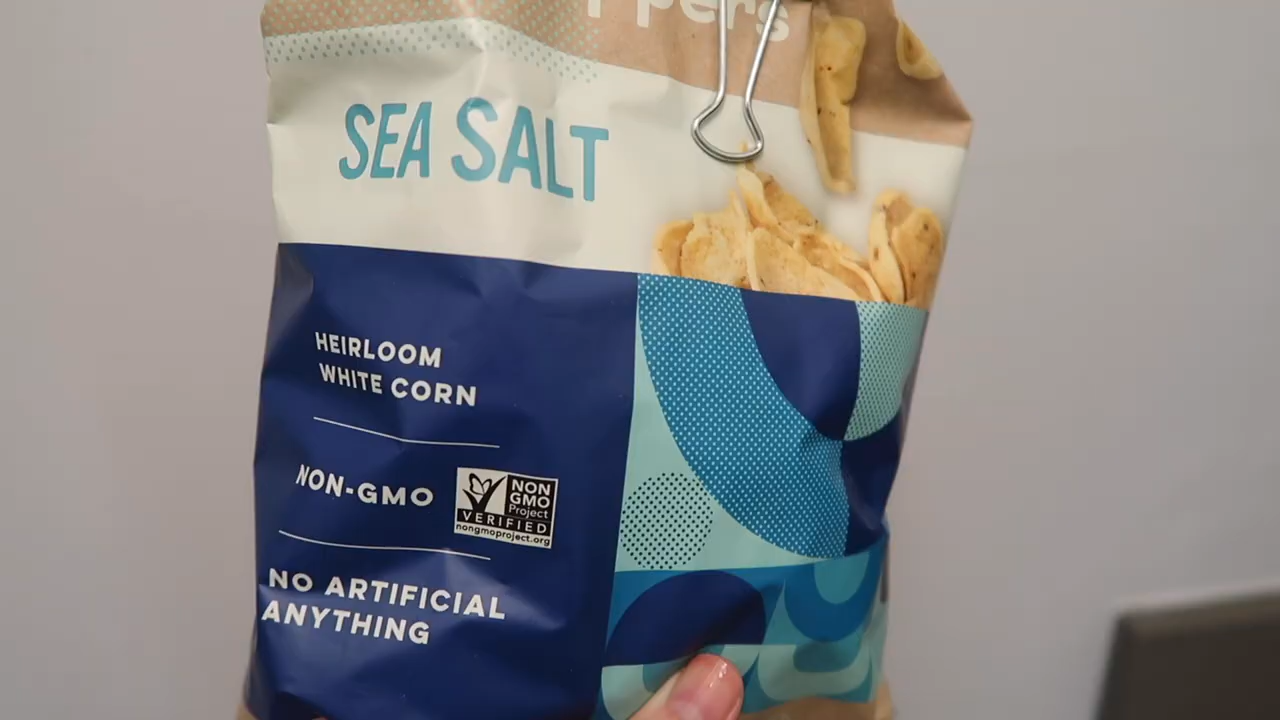 SEA SALT
HEIRLOOM
WHITE CORN
NON-GMO
NON
GMO
Project
VERIFIED
nongmoproject.org
NO ARTIFICIAL
ANYTHING